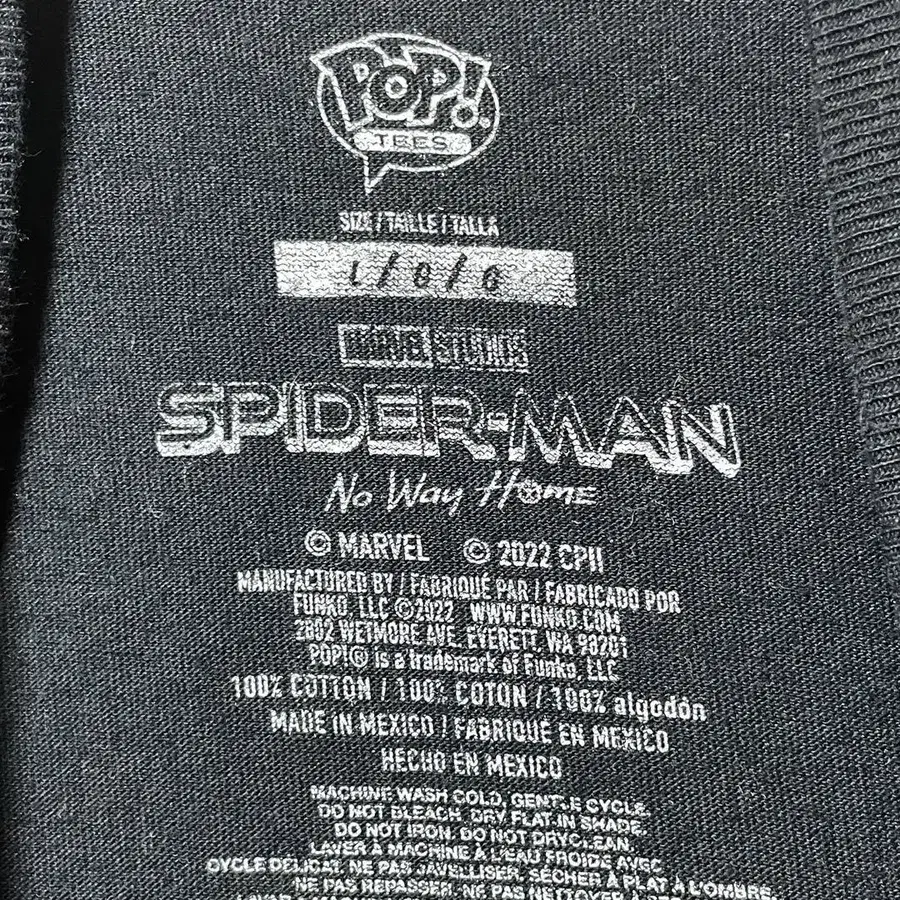 POP!
TEES
SIZE / TAILLE / TALLA
L/G/G
MARVEL STUDIOS
SPIDER-MAN
No Way Home
© MARVEL © 2022 CPII
MANUFACTURED BY / FABRIQUÉ PAR / FABRICADO POR
FUNKO, LLC ©2022 WWW.FUNKO.COM
2802 WETMORE AVE. EVERETT, WA 98201
POP!® is a trademark of Funko, LLC
100% COTTON / 100% COTON / 100% algodón
MADE IN MEXICO / FABRIQUÉ EN MEXICO
HECHO EN MEXICO
MACHINE WASH COLD, GENTLE CYCLE.
DO NOT BLEACH. DRY FLAT-IN SHADE.
DO NOT IRON. DO NOT DRYCLEAN.
LAVER À MACHINE À L'EAU FROIDE AVEC
CYCLE DÉLICAT. NE PAS JAVELLISER. SÉCHER À PLAT À L'OMBRE.
NE PAS REPASSER. NE PAS NETTOYER À SEC